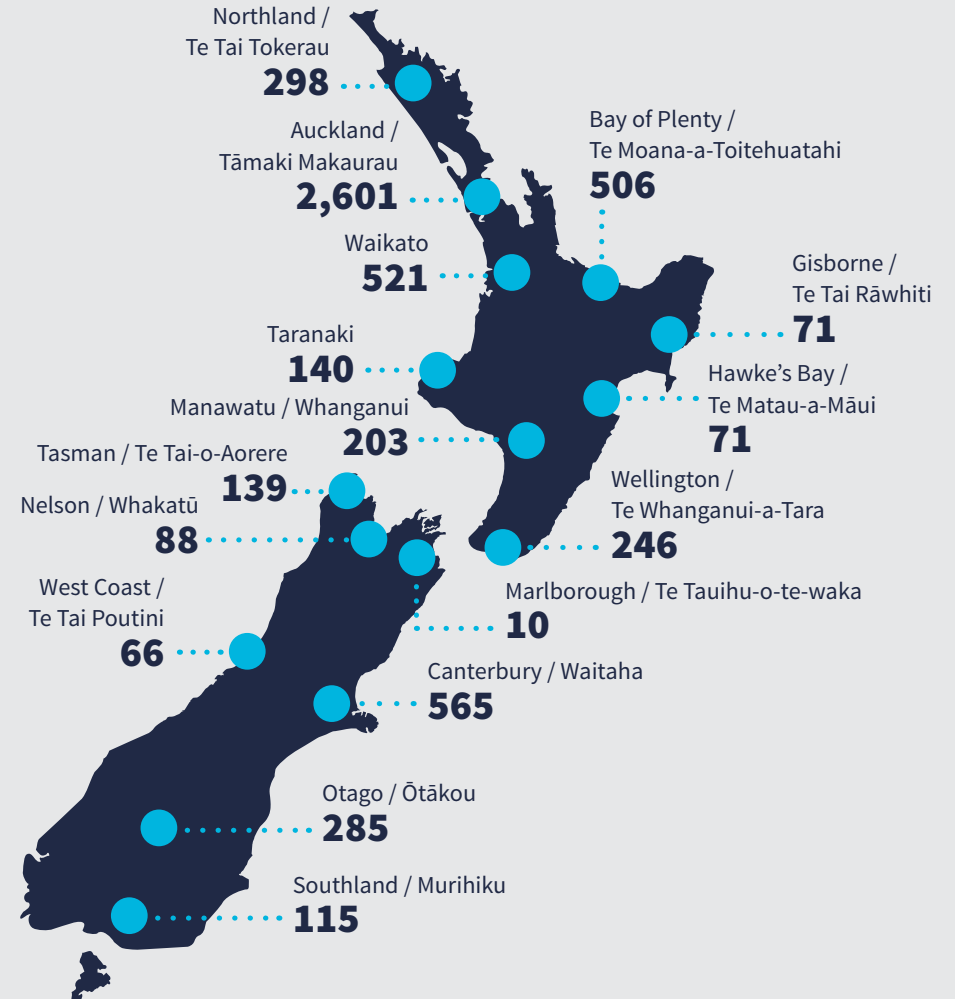 Northland /
Te Tai Tokerau
298
Auckland /
Tāmaki Makaurau
2,601
Bay of Plenty /
Te Moana-a-Toitehuatahi
506
Waikato
521
Gisborne /
Te Tai Rāwhiti
71
Taranaki
140
Hawke’s Bay /
Te Matau-a-Māui
71
Manawatu / Whanganui
203
Tasman / Te Tai-o-Aorere
139
Wellington /
Te Whanganui-a-Tara
246
Nelson / Whakatū
88
West Coast /
Te Tai Poutini
66
Marlborough / Te Tauihu-o-te-waka
10
Canterbury / Waitaha
565
Otago / Ōtākou
285
Southland / Murihiku
115